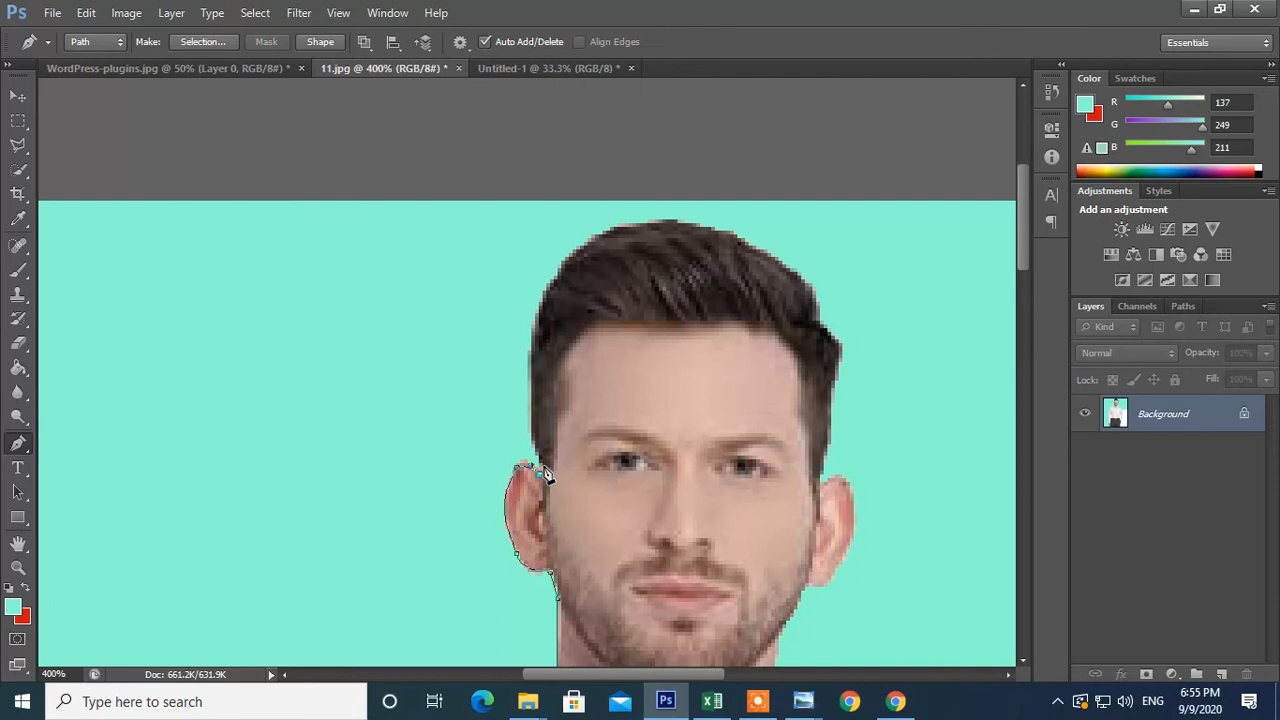 Ps File Edit Image Layer Type Select Filter View Window Help
Path Make: Selection... Mask Shape Auto Add/Delete Align Edges Essentials
WordPress-plugins.jpg @ 50% (Layer 0, RGB/8#) * × 11.jpg @ 400% (RGB/8#) * × Untitled-1 @ 33.3% (RGB/8) * ×
Color Swatches
R 137
G 249
B 211
Adjustments Styles
Add an adjustment
Layers Channels Paths
Kind
Normal Opacity: 100%
Lock: Fill: 100%
Background
400% Doc: 661.2K/631.9K
Type here to search
Ps
ENG
6:55 PM
9/9/2020